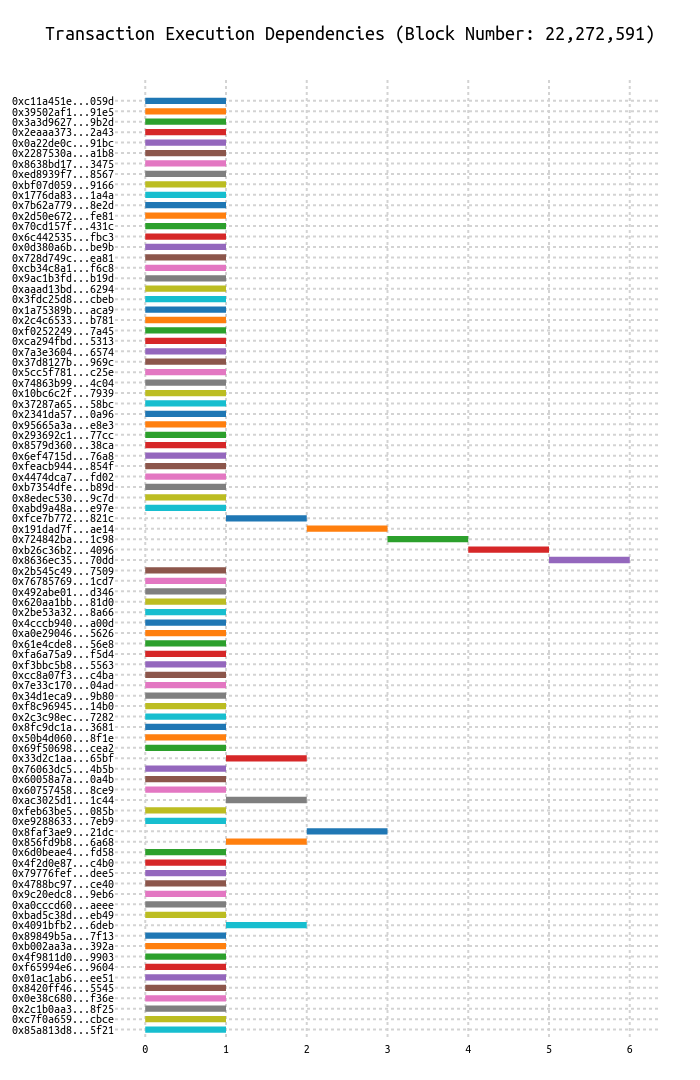 Transaction Execution Dependencies (Block Number: 22,272,591)
0xc11a451e...059d
0x39502af1...91e5
0x3a3d9627...9b2d
0x2eaaa373...2a43
0x0a22de0c...91bc
0x2287530a...a1b8
0x8638bd17...3475
0xed8939f7...8567
0xbf07d059...9166
0x1776da83...1a4a
0x7b62a779...8e2d
0x2d50e672...fe81
0x70cd157f...431c
0x6c442535...fbc3
0x0d380a6b...be9b
0x728d749c...ea81
0xcb34c8a1...f6c8
0x9ac1b3fd...b19d
0xaaad13bd...6294
0x3fdc25d8...cbeb
0x1a75389b...aca9
0x2c4c6533...b781
0xf0252249...7a45
0xca294fbd...5313
0x7a3e3604...6574
0x37d8127b...969c
0x5cc5f781...c25e
0x74863b99...4c04
0x10bc6c2f...7939
0x37287a65...58bc
0x2341da57...0a96
0x95665a3a...e8e3
0x293692c1...77cc
0x8579d360...38ca
0x6ef4715d...76a8
0xfeacb944...854f
0x4474dca7...fd02
0xb7354dfe...b89d
0x8edec530...9c7d
0xabd9a48a...e97e
0xfce7b772...821c
0x191dad7f...ae14
0x724842ba...1c98
0xb26c36b2...4096
0x8636ec35...70dd
0x2b545c49...7509
0x76785769...1cd7
0x492abe01...d346
0x620aa1bb...81d0
0x2be53a32...8a66
0x4cccb940...a00d
0xa0e29046...5626
0x61e4cde8...56e8
0xfa6a75a9...f5d4
0xf3bbc5b8...5563
0xcc8a07f3...c4ba
0x7e33c170...04ad
0x34d1eca9...9b80
0xf8c96945...14b0
0x2c3c98ec...7282
0x8fc9dc1a...3681
0x50b4d060...8f1e
0x69f50698...cea2
0x33d2c1aa...65bf
0x76063dc5...4b5b
0x60058a7a...0a4b
0x60757458...8ce9
0xac3025d1...1c44
0xfeb63be5...085b
0xe9288633...7eb9
0x8faf3ae9...21dc
0x856fd9b8...6a68
0x6d0beae4...fd58
0x4f2d0e87...c4b0
0x79776fef...dee5
0x4788bc97...ce40
0x9c20edc8...9eb6
0xa0cccd60...aeee
0xbad5c38d...eb49
0x4091bfb2...6deb
0x89849b5a...7f13
0xb002aa3a...392a
0x4f9811d0...9903
0xf65994e6...9604
0x01ac1ab6...ee51
0x8420ff46...5545
0x0e38c680...f36e
0x2c1b0aa3...8f25
0xc7f0a659...cbce
0x85a813d8...5f21
0 1 2 3 4 5 6